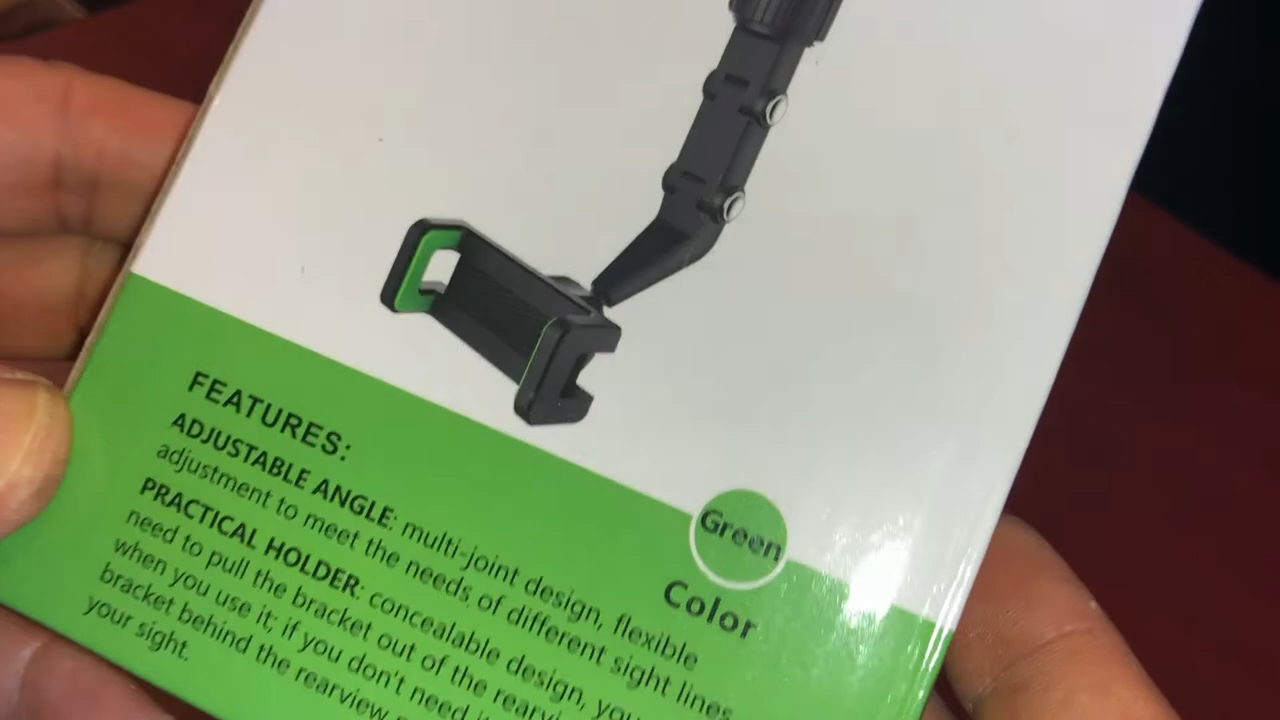 FEATURES:
ADJUSTABLE ANGLE: multi-joint design, flexible
adjustment to meet the needs of different sight lines
PRACTICAL HOLDER: concealable design, you
need to pull the bracket out of the
when you use it; if you don't need
bracket behind the rearview
your sight.
Green
Color